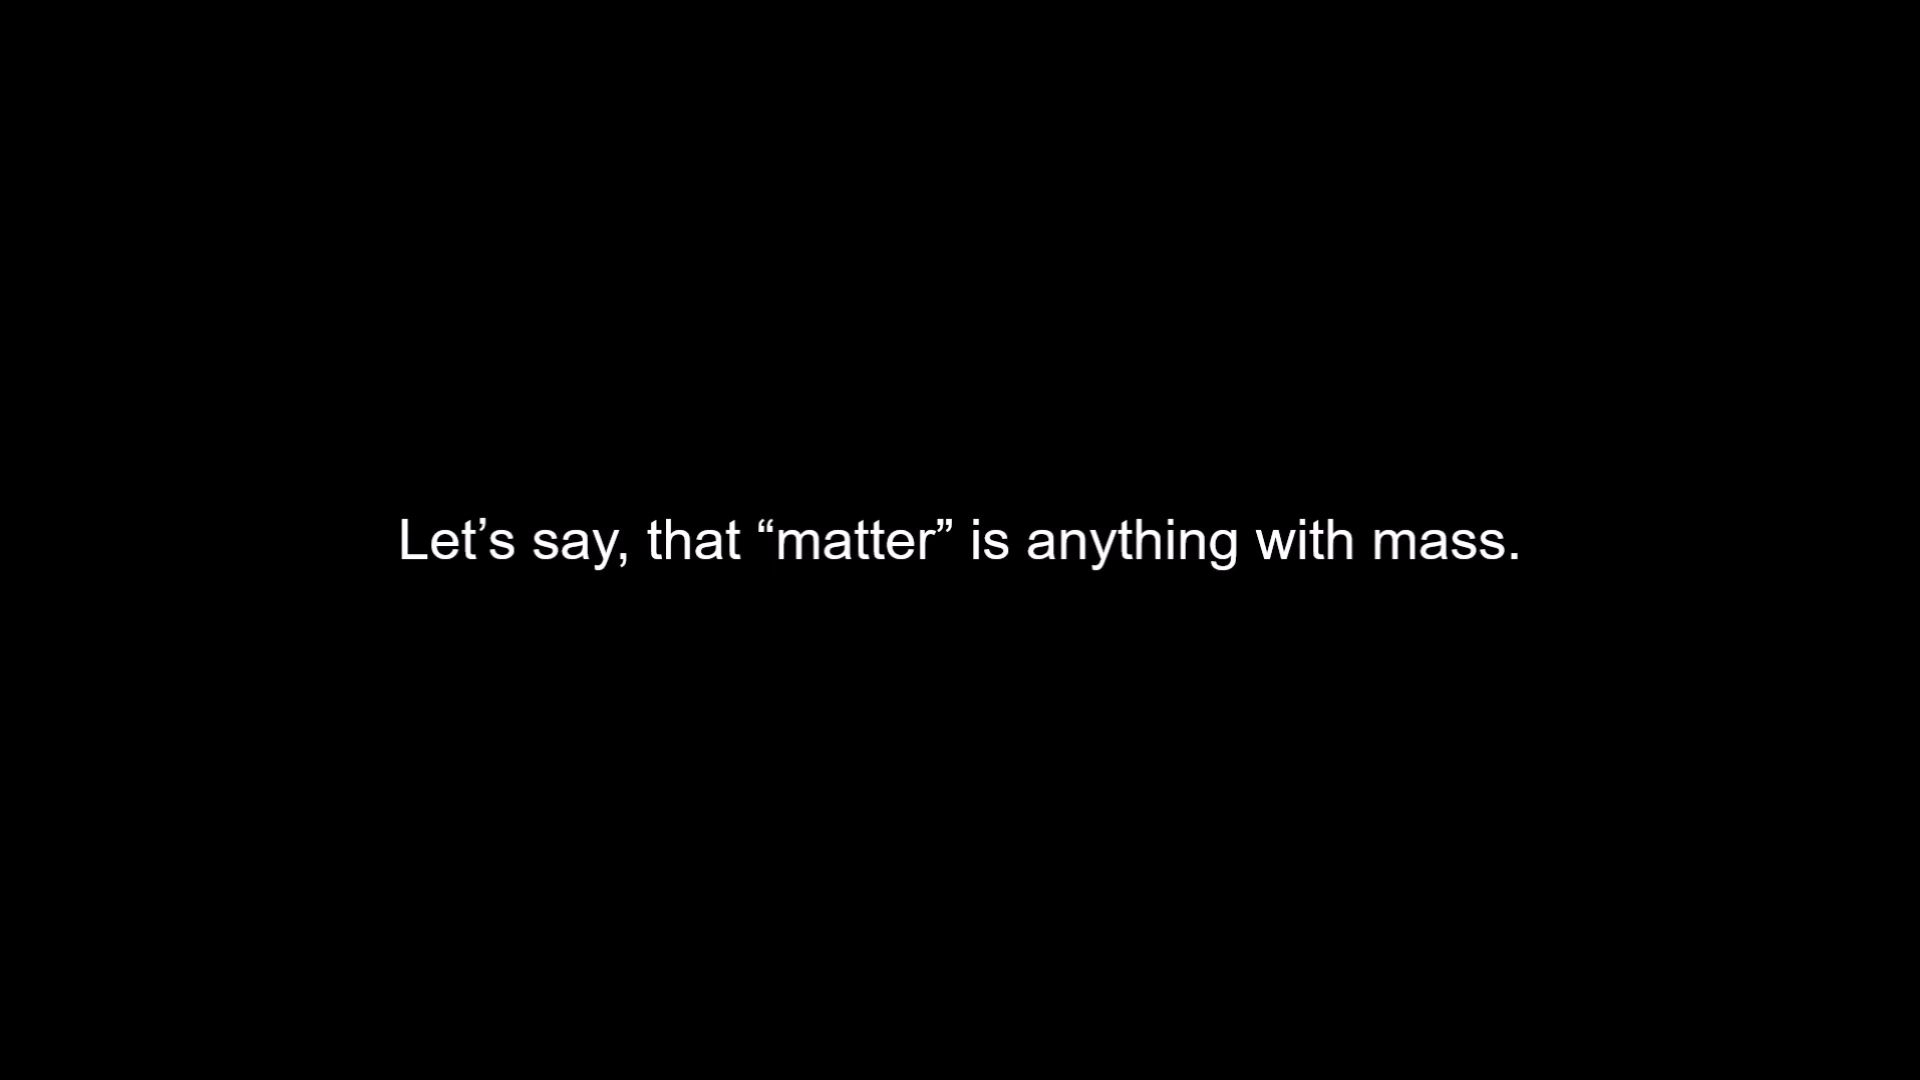 Let’s say, that “matter” is anything with mass.